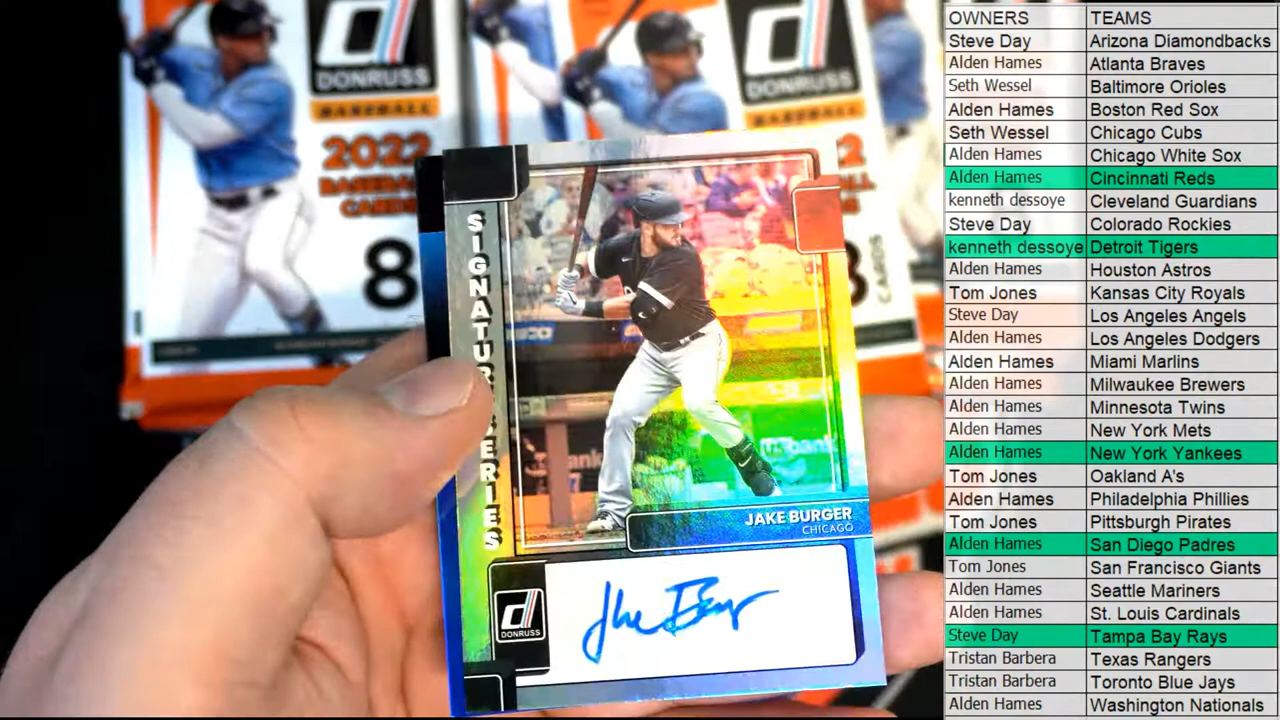 DONRUSS
BASEBALL
2022
BASEBALL
CARDS
8
DONRUSS
BASEBALL
2
CARDS
SIGNATURE SERIES
JAKE BURGER
CHICAGO
DONRUSS
OWNERS TEAMS
Steve Day Arizona Diamondbacks
Alden Hames Atlanta Braves
Seth Wessel Baltimore Orioles
Alden Hames Boston Red Sox
Seth Wessel Chicago Cubs
Alden Hames Chicago White Sox
Alden Hames Cincinnati Reds
kenneth dessoye Cleveland Guardians
Steve Day Colorado Rockies
kenneth dessoye Detroit Tigers
Alden Hames Houston Astros
Tom Jones Kansas City Royals
Steve Day Los Angeles Angels
Alden Hames Los Angeles Dodgers
Alden Hames Miami Marlins
Alden Hames Milwaukee Brewers
Alden Hames Minnesota Twins
Alden Hames New York Mets
Alden Hames New York Yankees
Tom Jones Oakland A's
Alden Hames Philadelphia Phillies
Tom Jones Pittsburgh Pirates
Alden Hames San Diego Padres
Tom Jones San Francisco Giants
Alden Hames Seattle Mariners
Alden Hames St. Louis Cardinals
Steve Day Tampa Bay Rays
Tristan Barbera Texas Rangers
Tristan Barbera Toronto Blue Jays
Alden Hames Washington Nationals